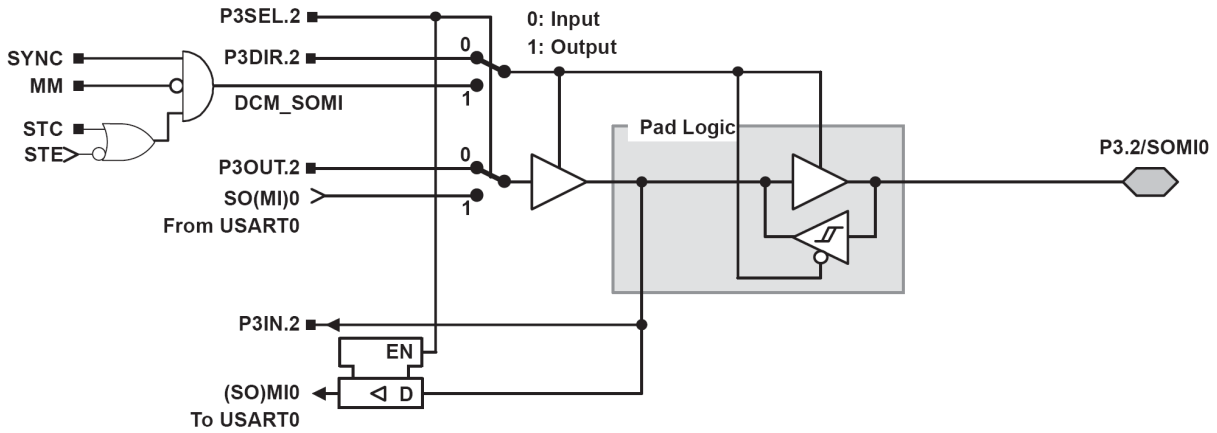 P3SEL.2
0: Input
1: Output
SYNC
P3DIR.2
0
MM
1
DCM_SOMI
STC
STE
Pad Logic
P3.2/SOMI0
P3OUT.2
0
SO(MI)0
1
From USART0
P3IN.2
EN
(SO)MI0
D
To USART0